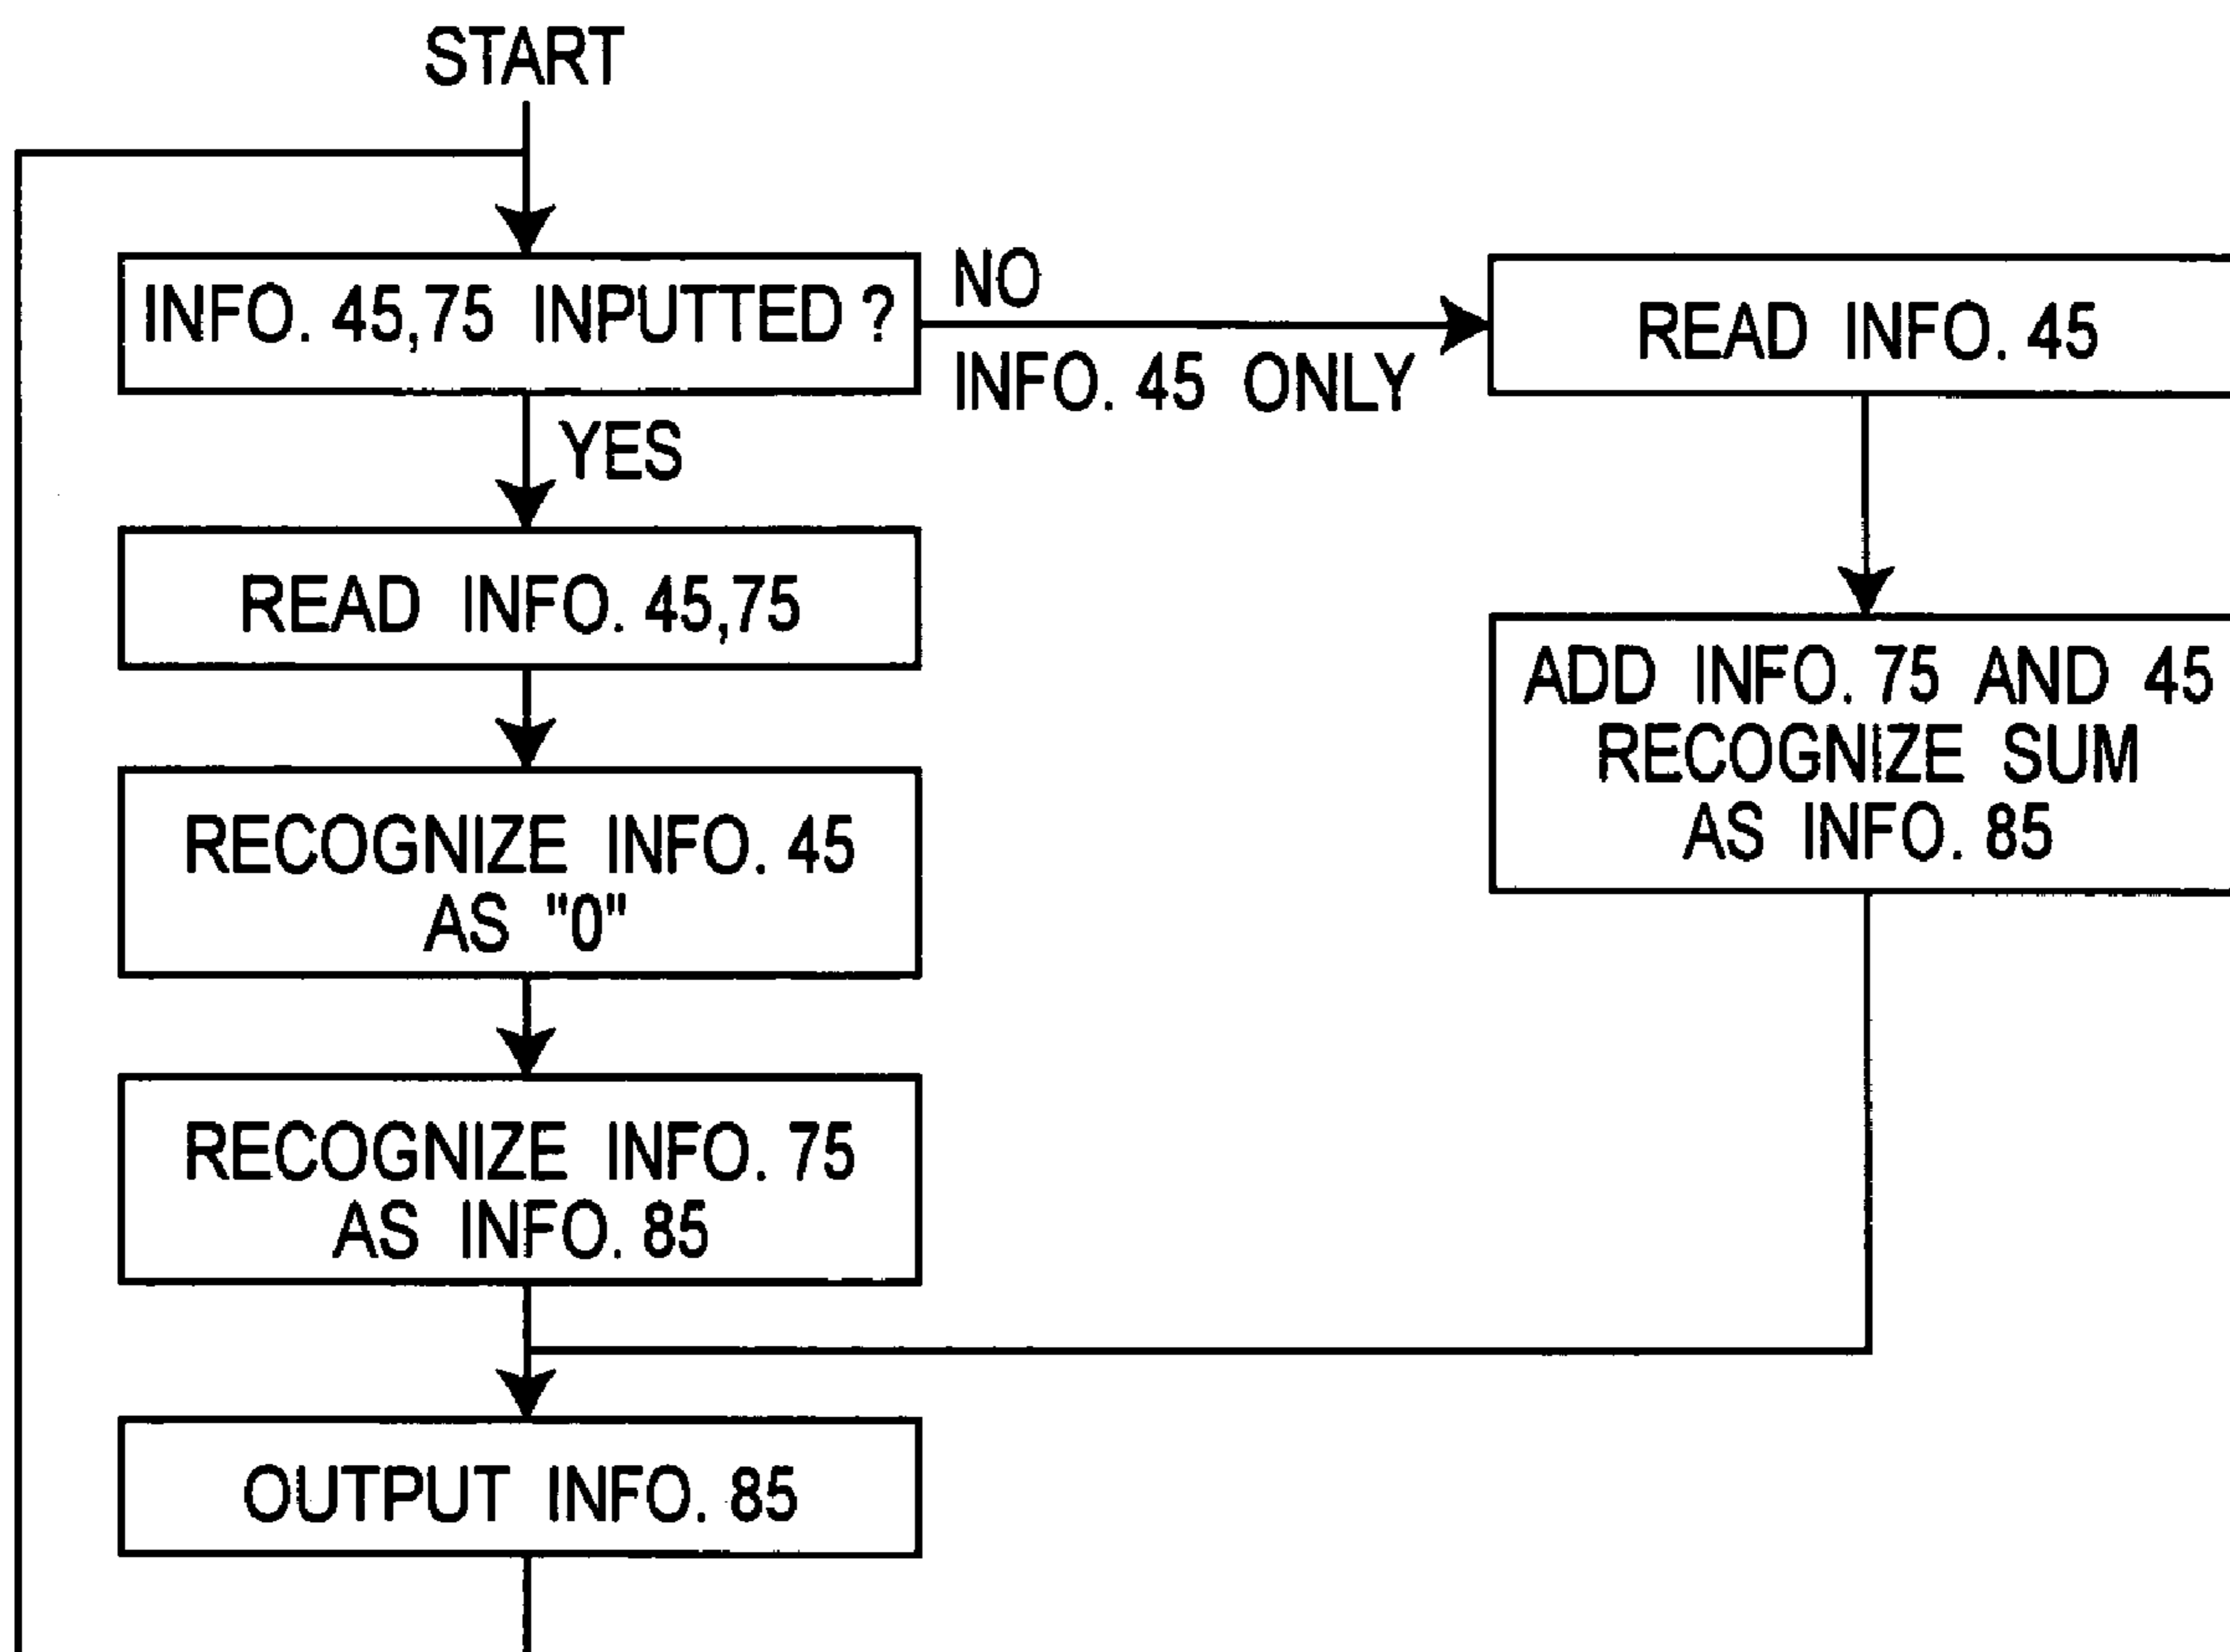 START
INFO. 45,75 INPUTTED ?
NO
INFO. 45 ONLY
READ INFO. 45
YES
READ INFO. 45,75
ADD INFO. 75 AND 45
RECOGNIZE SUM
AS INFO. 85
RECOGNIZE INFO. 45
AS "0"
RECOGNIZE INFO. 75
AS INFO. 85
OUTPUT INFO. 85